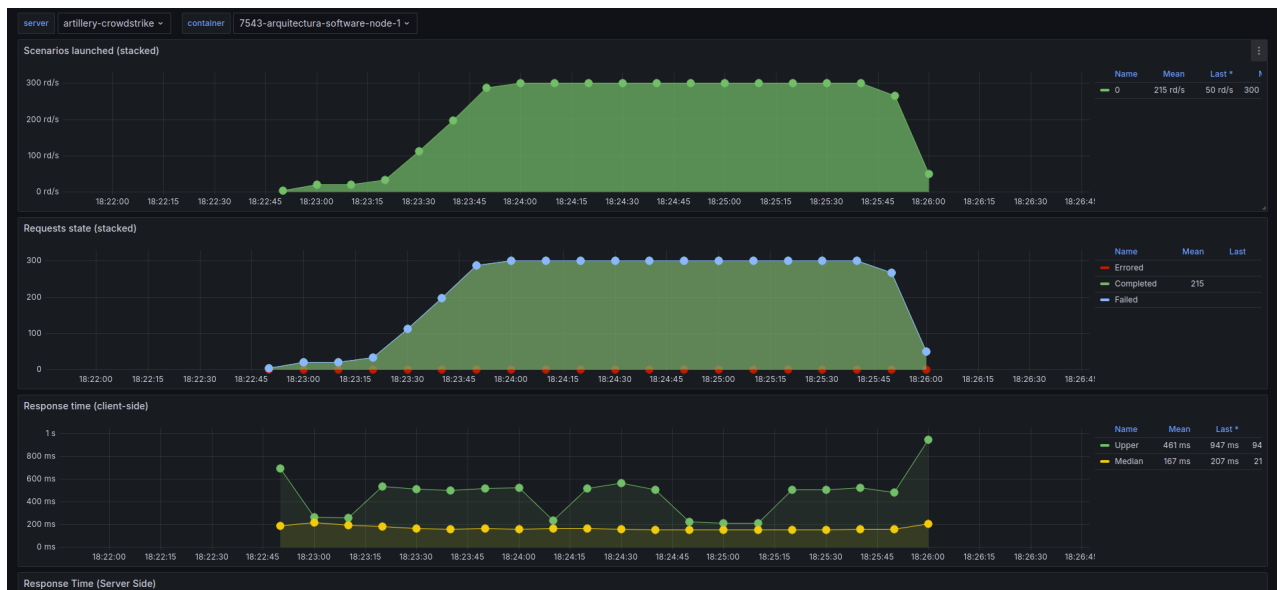 server artillery-crowdstrike container 7543-arquitectura-software-node-1
Scenarios launched (stacked)
300 rd/s
200 rd/s
100 rd/s
0 rd/s
18:22:00 18:22:15 18:22:30 18:22:45 18:23:00 18:23:15 18:23:30 18:23:45 18:24:00 18:24:15 18:24:30 18:24:45 18:25:00 18:25:15 18:25:30 18:25:45 18:26:00 18:26:15 18:26:30 18:26:4
Name Mean Last *
0 215 rd/s 50 rd/s 300
Requests state (stacked)
300
200
100
0
18:22:00 18:22:15 18:22:30 18:22:45 18:23:00 18:23:15 18:23:30 18:23:45 18:24:00 18:24:15 18:24:30 18:24:45 18:25:00 18:25:15 18:25:30 18:25:45 18:26:00 18:26:15 18:26:30 18:26:4
Name Mean Last
Errored
Completed 215
Failed
Response time (client-side)
1 s
800 ms
600 ms
400 ms
200 ms
0 ms
18:22:00 18:22:15 18:22:30 18:22:45 18:23:00 18:23:15 18:23:30 18:23:45 18:24:00 18:24:15 18:24:30 18:24:45 18:25:00 18:25:15 18:25:30 18:25:45 18:26:00 18:26:15 18:26:30 18:26:4
Name Mean Last *
Upper 461 ms 947 ms 94
Median 167 ms 207 ms 21
Response Time (Server Side)